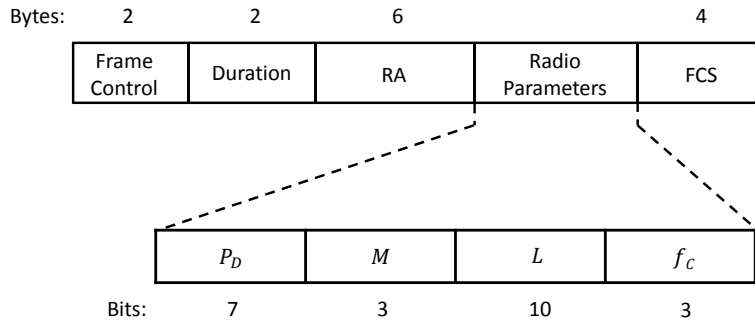 Bytes: 2 2 6 4
Frame Control Duration RA Radio Parameters FCS
P_D M L f_C
Bits: 7 3 10 3